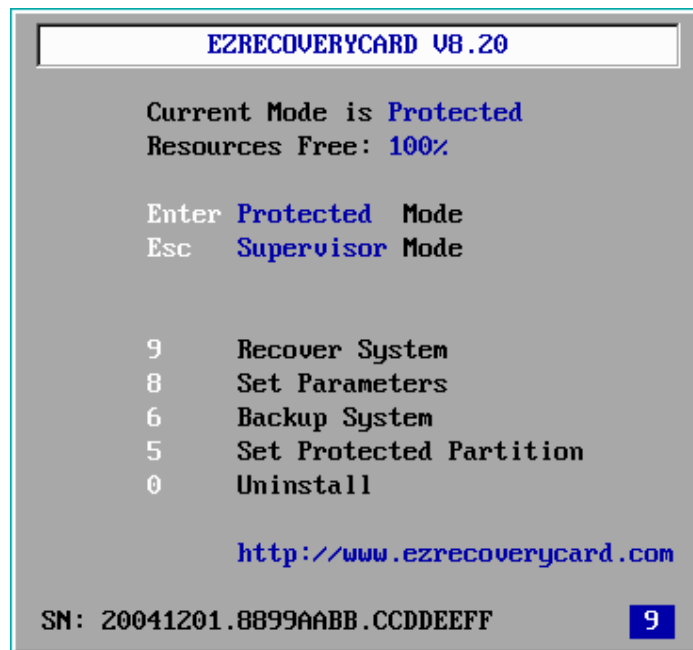 EZRECOVERYCARD V8.20
Current Mode is Protected
Resources Free: 100%
Enter Protected Mode
Esc Supervisor Mode
9 Recover System
8 Set Parameters
6 Backup System
5 Set Protected Partition
0 Uninstall
http://www.ezrecoverycard.com
SN: 20041201.8899AABB.CCDDEEFF 9